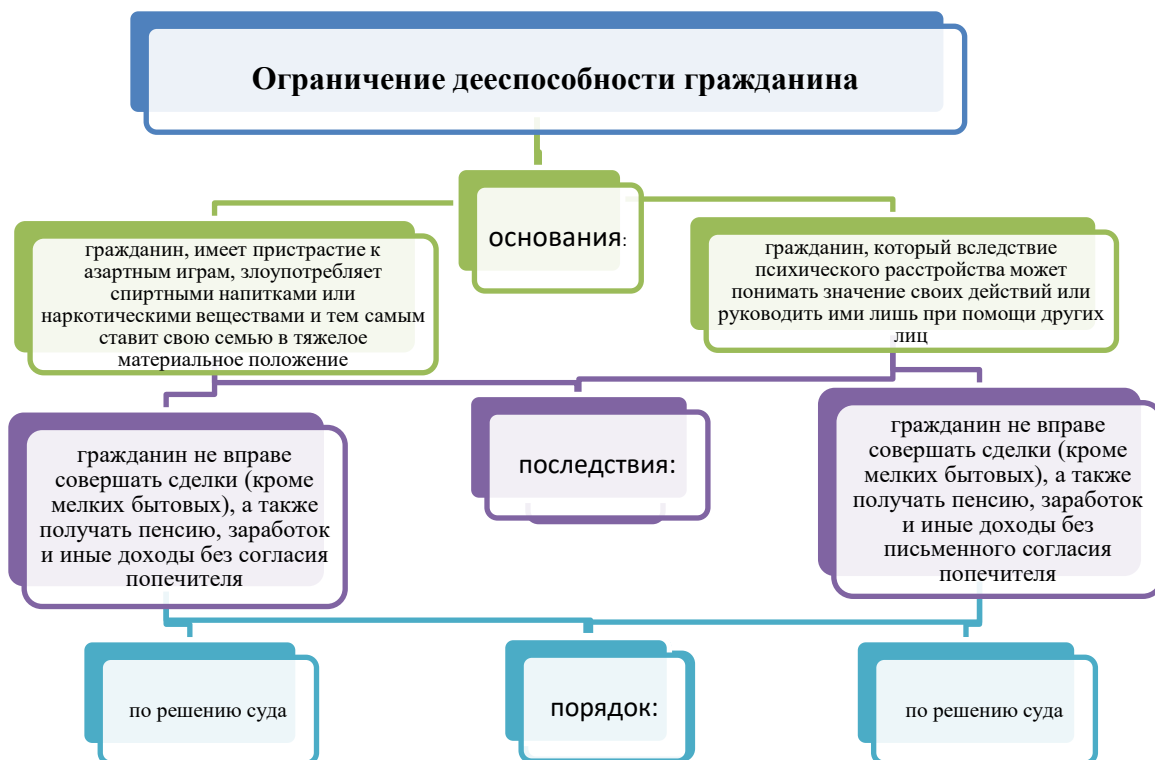 Ограничение дееспособности гражданина
основания:
гражданин, имеет пристрастие к
азартным играм, злоупотребляет
спиртными напитками или
наркотическими веществами и тем самым
ставит свою семью в тяжелое
материальное положение
гражданин, который вследствие
психического расстройства может
понимать значение своих действий или
руководить ими лишь при помощи других
лиц
гражданин не вправе
совершать сделки (кроме
мелких бытовых), а также
получать пенсию, заработок
и иные доходы без согласия
попечителя
последствия:
гражданин не вправе
совершать сделки (кроме
мелких бытовых), а также
получать пенсию, заработок
и иные доходы без
письменного согласия
попечителя
по решению суда
порядок:
по решению суда